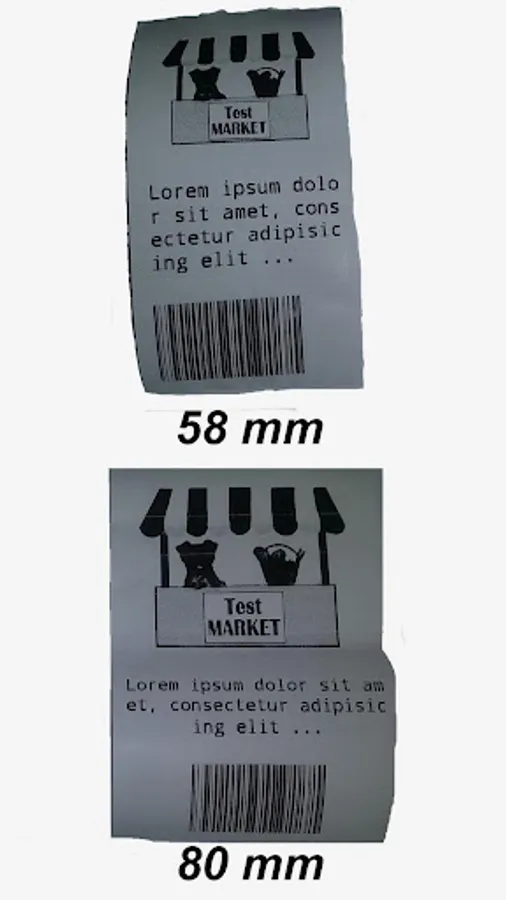 Test
MARKET
Lorem ipsum dolo
r sit amet, cons
ectetur adipisic
ing elit ...
58 mm
Test
MARKET
Lorem ipsum dolor sit am
et, consectetur adipisic
ing elit ...
80 mm